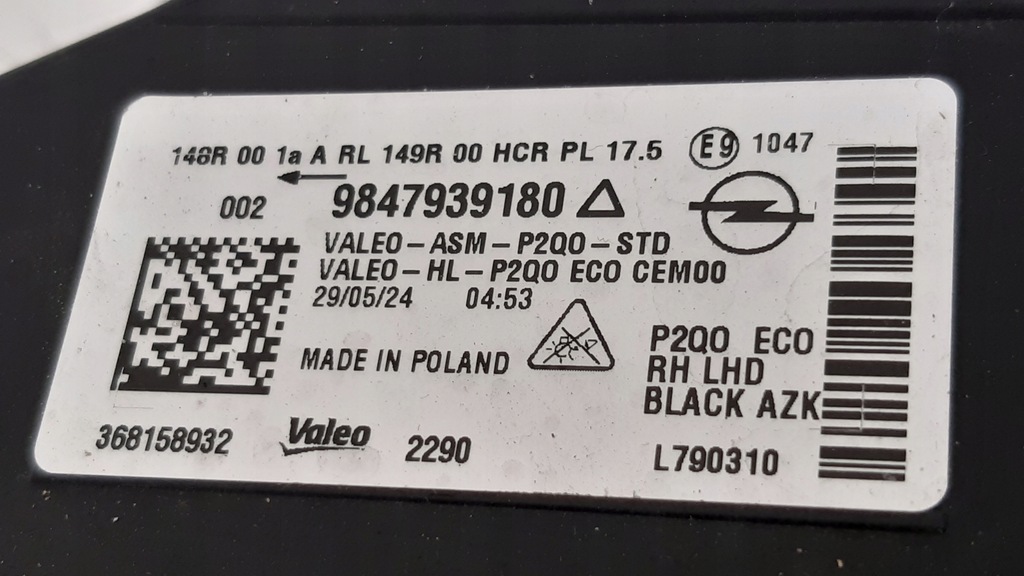 148R 00 1a A RL 149R 00 HCR PL 17.5 E9 1047
002 9847939180
VALEO-ASM-P2QO-STD
VALEO-HL-P2QO ECO CEM00
29/05/24 04:53
MADE IN POLAND
P2QO ECO
RH LHD
BLACK AZK
368158932 Valeo 2290 L790310